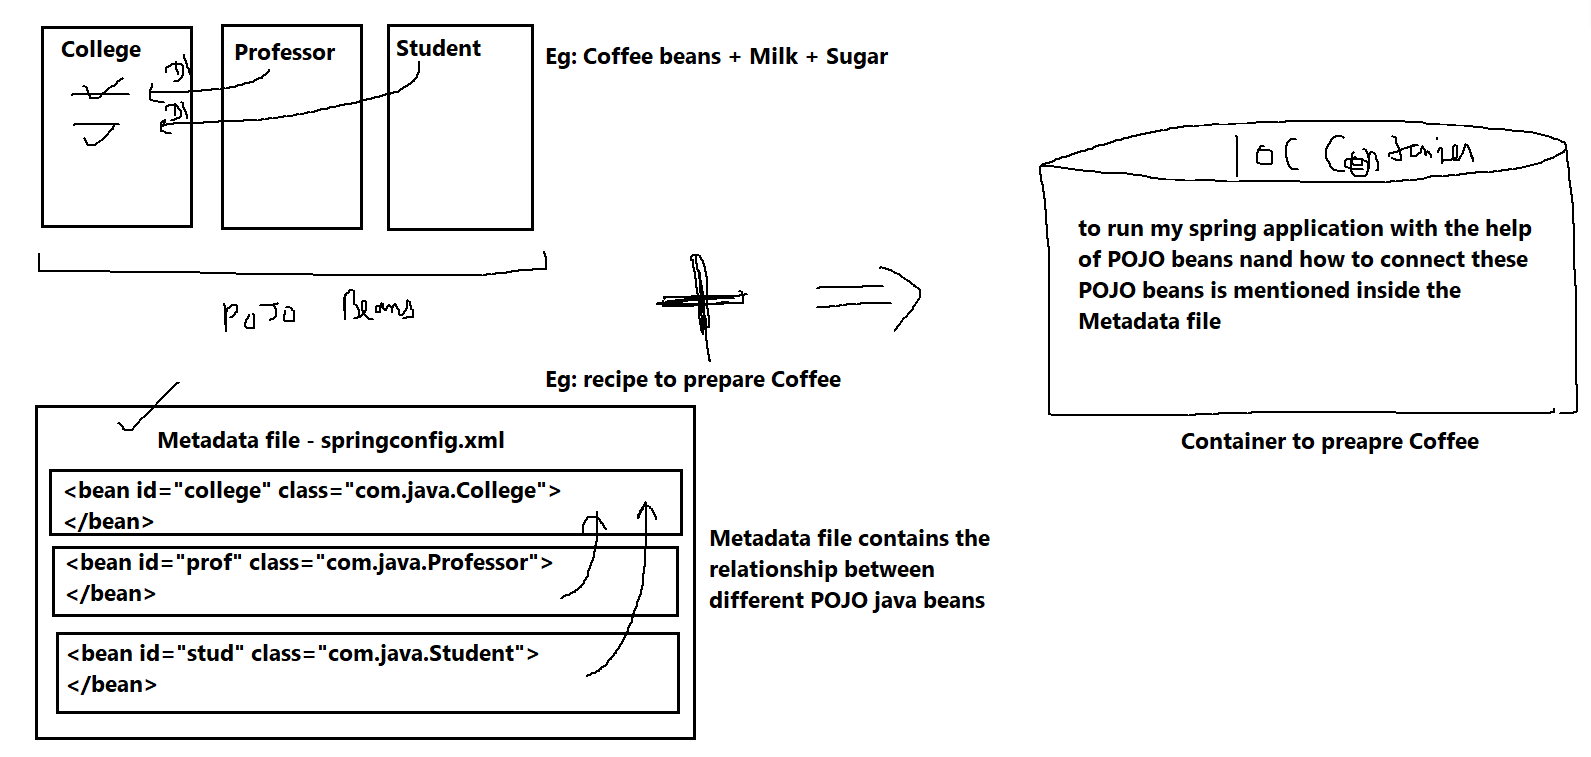 College
Professor
Student
Eg: Coffee beans + Milk + Sugar
DI
DI
IOC Container
to run my spring application with the help
of POJO beans nand how to connect these
POJO beans is mentioned inside the
Metadata file
POJO Beans
Eg: recipe to prepare Coffee
Metadata file - springconfig.xml
<bean id="college" class="com.java.College">
</bean>
<bean id="prof" class="com.java.Professor">
</bean>
<bean id="stud" class="com.java.Student">
</bean>
Metadata file contains the
relationship between
different POJO java beans
Container to preapre Coffee